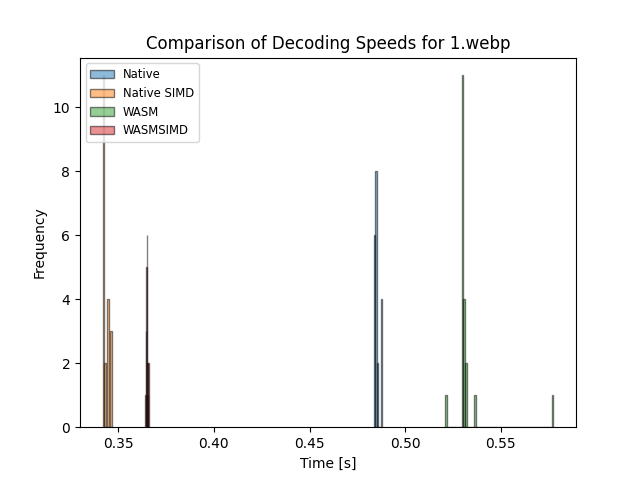 Comparison of Decoding Speeds for 1.webp
Native
Native SIMD
WASM
WASMSIMD
10
8
6
4
2
0
Frequency
0.35 0.40 0.45 0.50 0.55
Time [s]